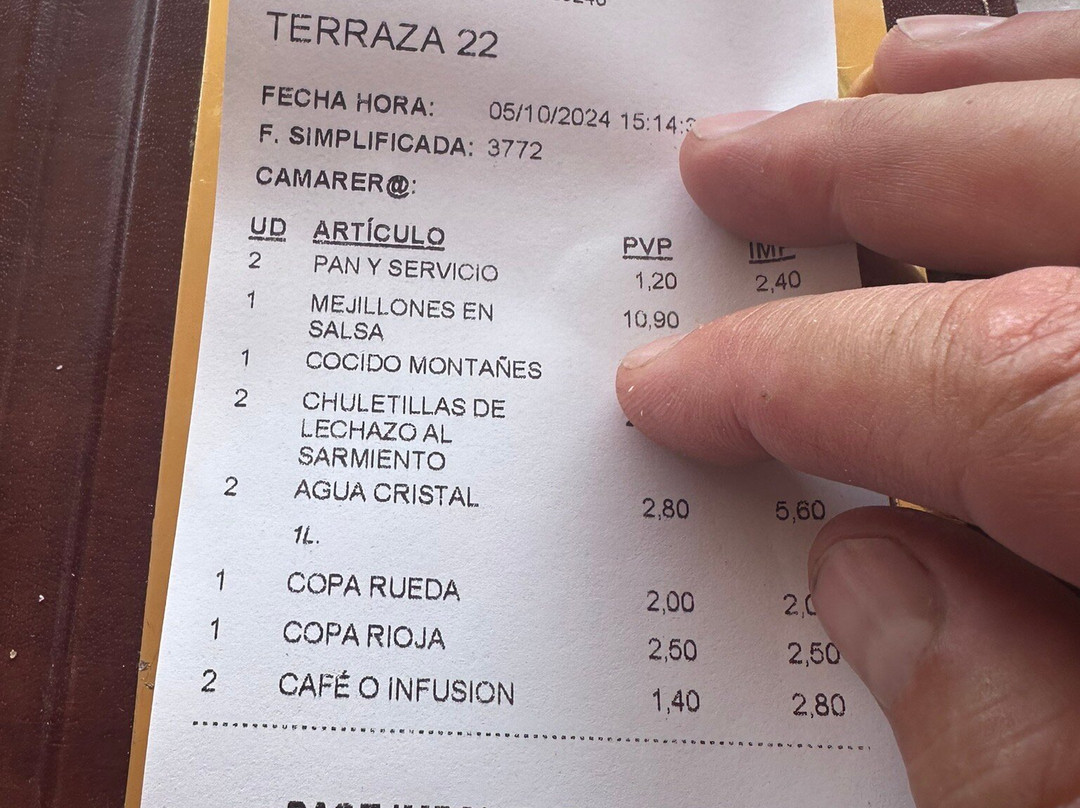 TERRAZA 22
FECHA HORA: 05/10/2024 15:14:
F. SIMPLIFICADA: 3772
CAMARER@:
UD ARTÍCULO PVP IMP
2 PAN Y SERVICIO 1,20 2,40
1 MEJILLONES EN 10,90
SALSA
1 COCIDO MONTAÑES
2 CHULETILLAS DE
LECHAZO AL
SARMIENTO
2 AGUA CRISTAL 2,80 5,60
1L.
1 COPA RUEDA 2,00 2,0
1 COPA RIOJA 2,50 2,50
2 CAFÉ O INFUSION 1,40 2,80